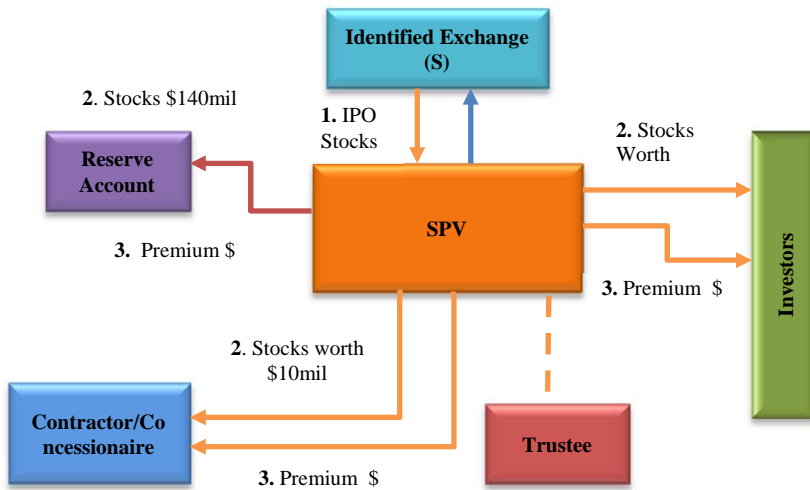 Identified Exchange
(S)
2. Stocks $140mil
1. IPO
Stocks
2. Stocks
Worth
Reserve
Account
SPV
3. Premium $
3. Premium $
Investors
2. Stocks worth
$10mil
Contractor/Co
ncessionaire
Trustee
3. Premium $